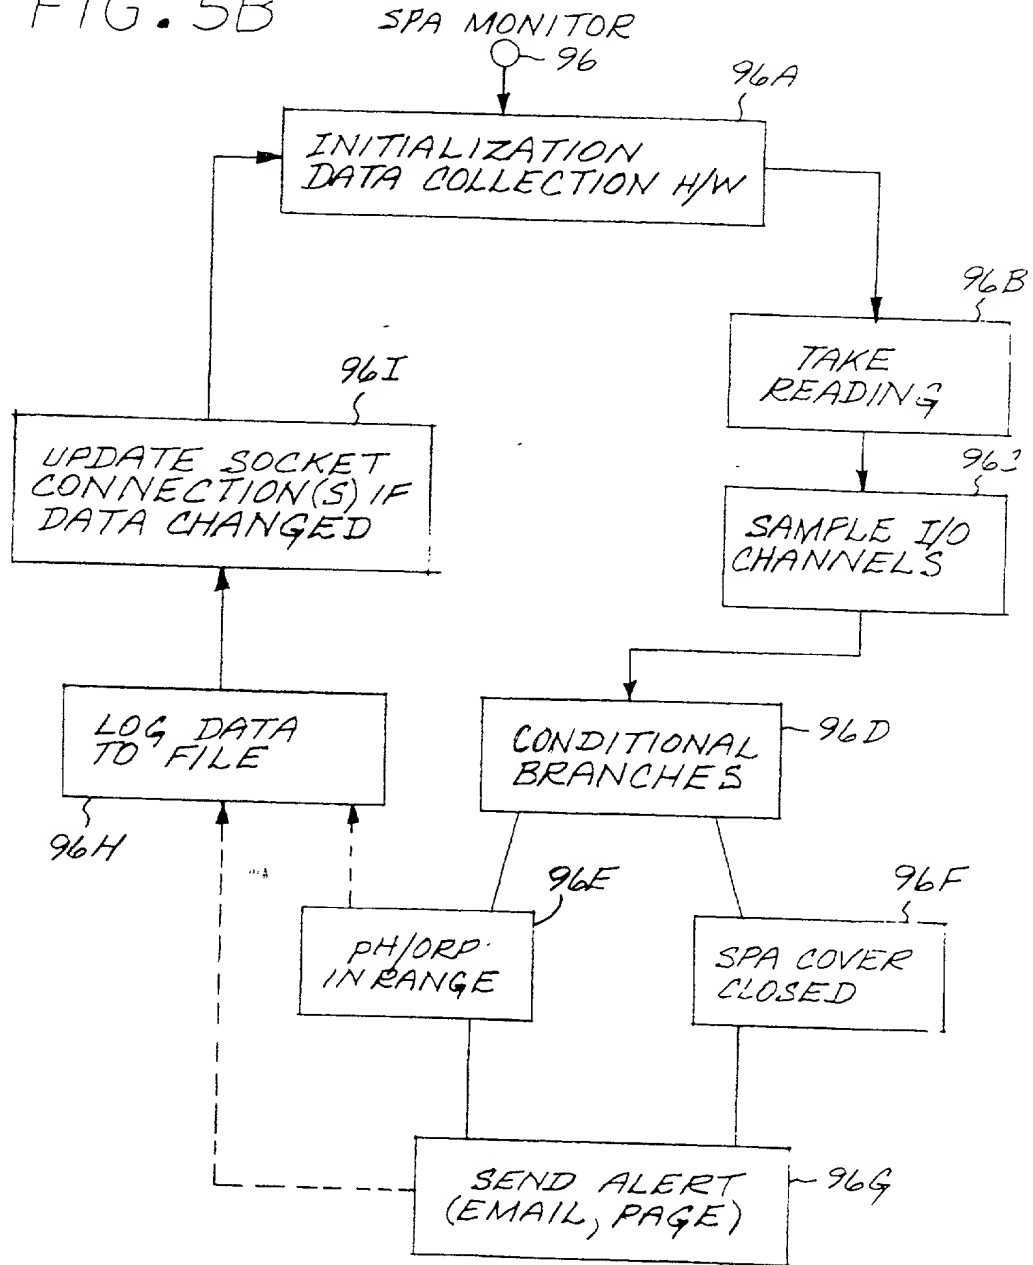 FIG. 5B
SPA MONITOR
96
96A
INITIALIZATION
DATA COLLECTION H/W
96B
TAKE
READING
96I
UPDATE SOCKET
CONNECTION(S) IF
DATA CHANGED
SAMPLE I/O
CHANNELS
LOG DATA
TO FILE
96H
CONDITIONAL
BRANCHES
96D
96E
PH/ORP
IN RANGE
96F
SPA COVER
CLOSED
SEND ALERT
(EMAIL, PAGE)
96G